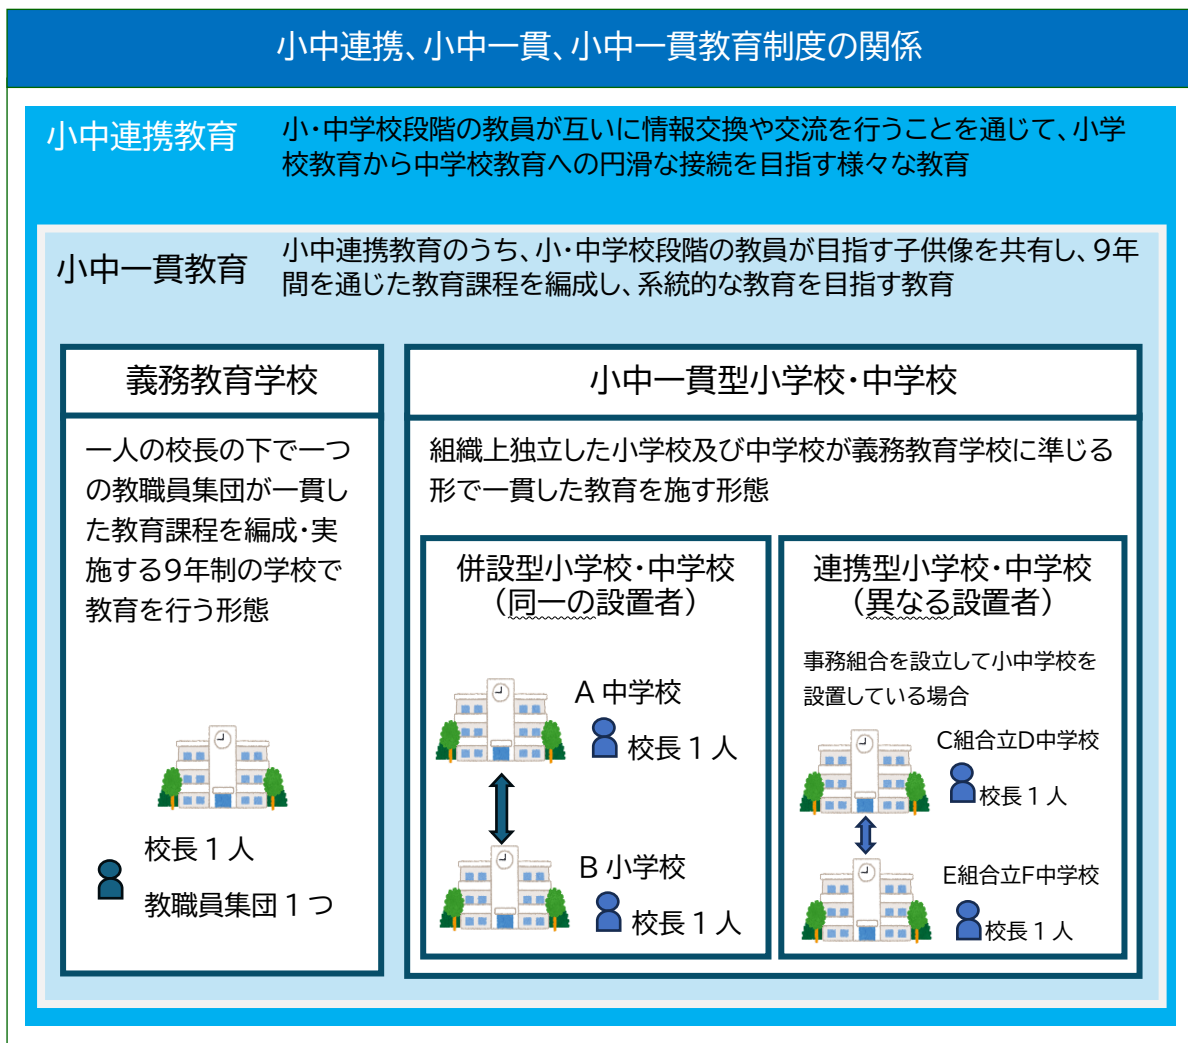 小中連携、小中一貫、小中一貫教育制度の関係
小中連携教育
小・中学校段階の教員が互いに情報交換や交流を行うことを通じて、小学
校教育から中学校教育への円滑な接続を目指す様々な教育
小中一貫教育
小中連携教育のうち、小・中学校段階の教員が目指す子供像を共有し、9年
間を通じた教育課程を編成し、系統的な教育を目指す教育
義務教育学校
一人の校長の下で一つ
の教職員集団が一貫し
た教育課程を編成・実
施する9年制の学校で
教育を行う形態
校長1人
教職員集団1つ
小中一貫型小学校・中学校
組織上独立した小学校及び中学校が義務教育学校に準じる
形で一貫した教育を施す形態
併設型小学校・中学校
（同一の設置者）
A 中学校
校長1人
B 小学校
校長1人
連携型小学校・中学校
（異なる設置者）
事務組合を設立して小中学校を
設置している場合
C組合立D中学校
校長1人
E組合立F中学校
校長1人